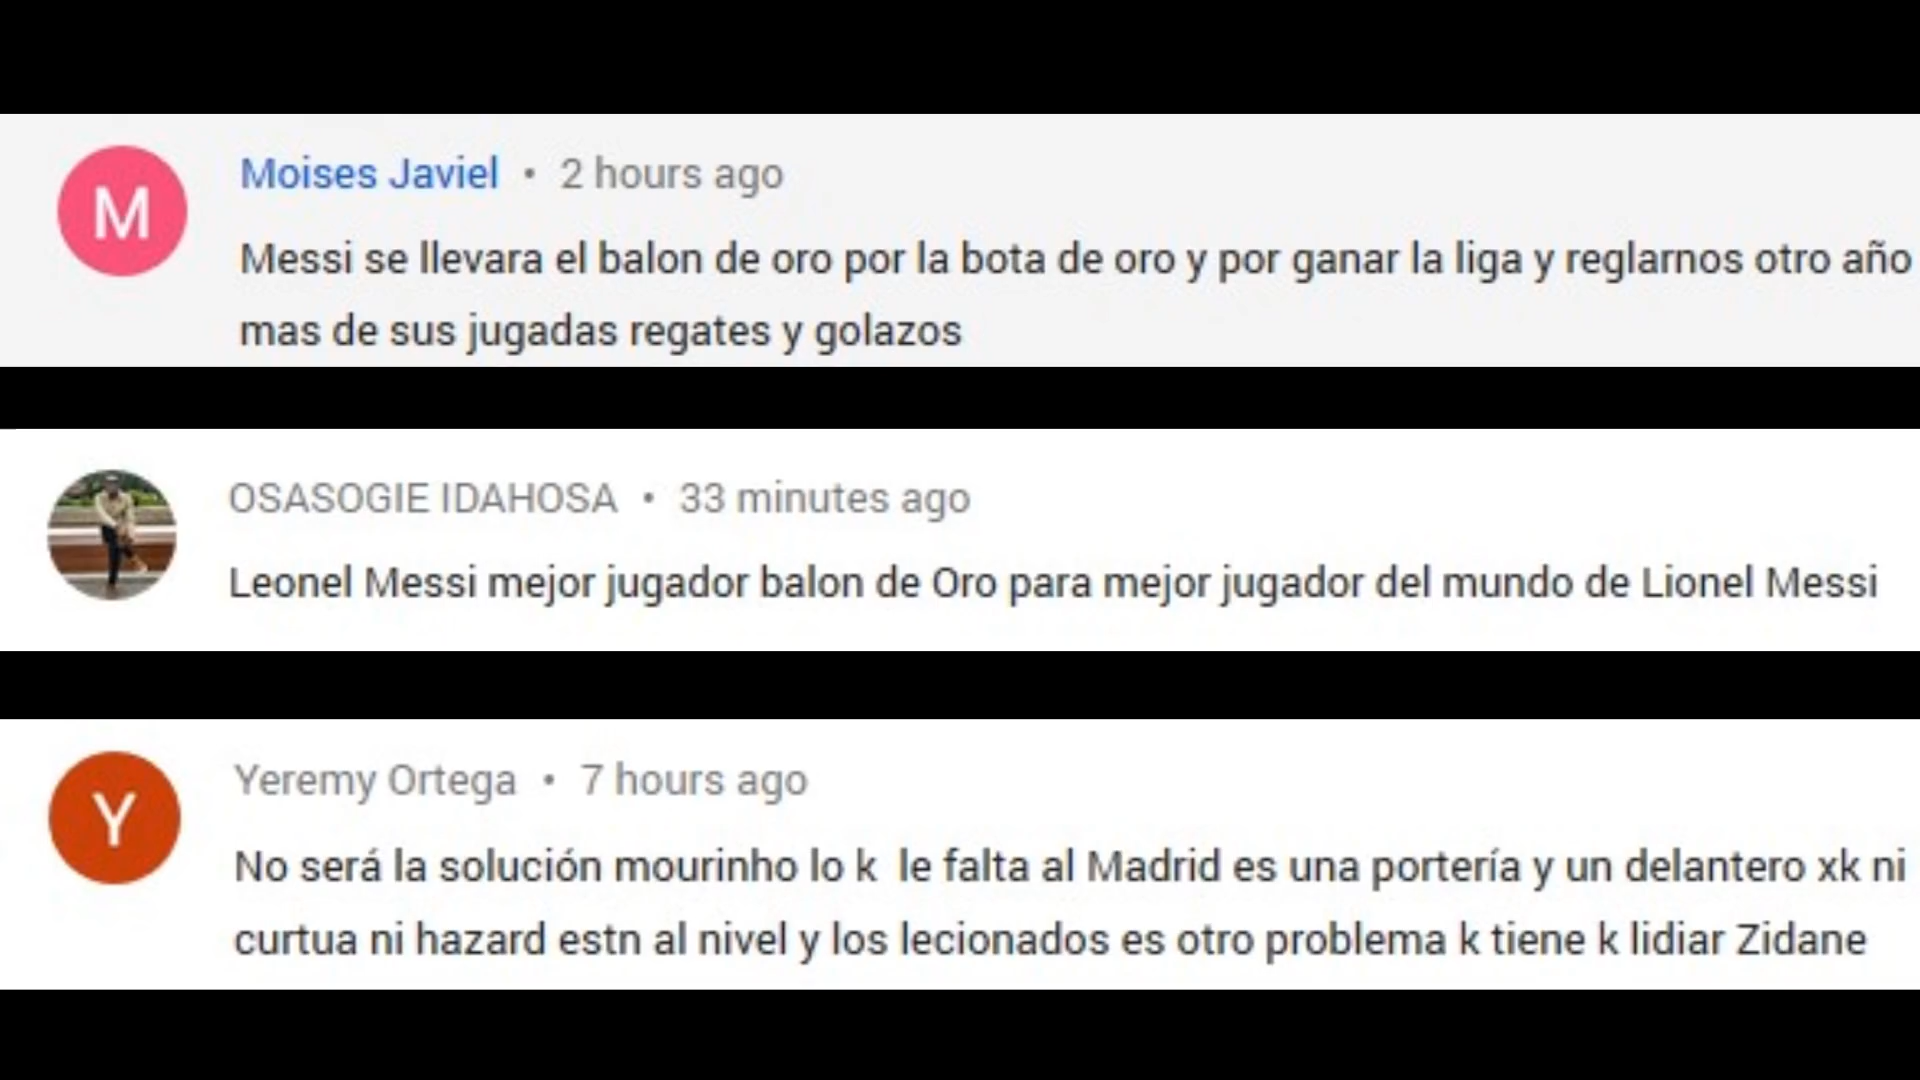 M
Moises Javiel • 2 hours ago
Messi se llevara el balon de oro por la bota de oro y por ganar la liga y reglarnos otro año
mas de sus jugadas regates y golazos
OSASOGIE IDAHOSA • 33 minutes ago
Leonel Messi mejor jugador balon de Oro para mejor jugador del mundo de Lionel Messi
Y
Yeremy Ortega • 7 hours ago
No será la solución mourinho lo k  le falta al Madrid es una portería y un delantero xk ni
curtua ni hazard estn al nivel y los lecionados es otro problema k tiene k lidiar Zidane